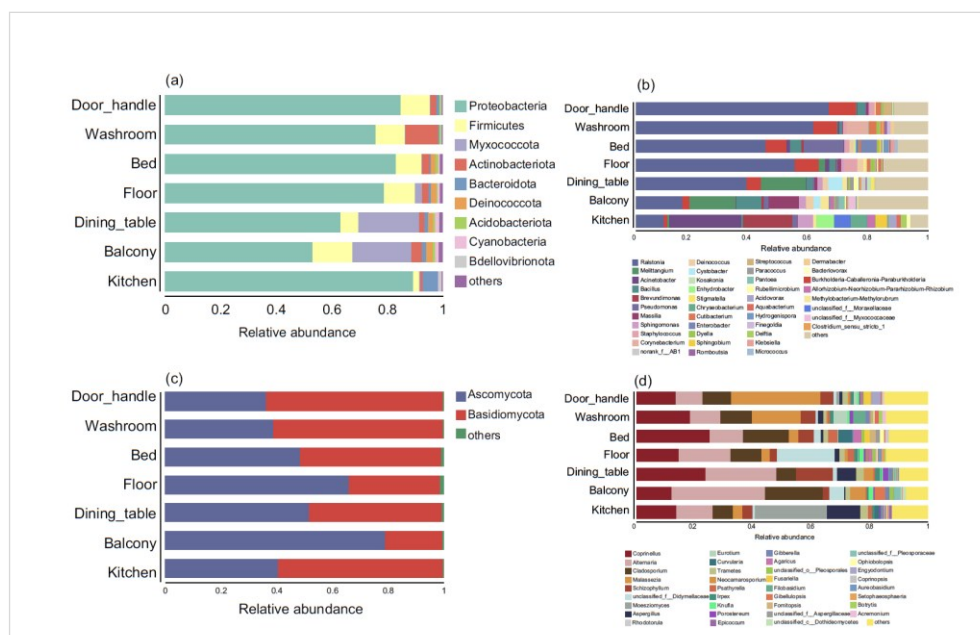 (a)
Door_handle
Washroom
Bed
Floor
Dining_table
Balcony
Kitchen
0
0.2
0.4
0.6
0.8
1
Relative abundance
Proteobacteria
Firmicutes
Myxococcota
Actinobacteriota
Bacteroidota
Deinococcota
Acidobacteriota
Cyanobacteria
Bdellovibrionota
others
(b)
Door_handle
Washroom
Bed
Floor
Dining_table
Balcony
Kitchen
0
0.2
0.4
0.6
0.8
1
Relative abundance
Ralstonia
Melittangium
Acinetobacter
Bacillus
Brevundimonas
Pseudomonas
Massilia
Sphingomonas
Staphylococcus
Corynebacterium
norank_f__AB1
Deinococcus
Cystobacter
Kosakonia
Enhydrobacter
Stigmatella
Chryseobacterium
Cutibacterium
Enterobacter
Dyella
Sphingobium
Romboutsia
Streptococcus
Paracoccus
Pantoea
Rubellimicrobium
Acidovorax
Aquabacterium
Hydrogenspora
Finegoldia
Delftia
Klebsiella
Micrococcus
Dermabacter
Bacteriovorax
Burkholderia-Caballeronia-Paraburkholderia
Allorhizobium-Neorhizobium-Pararhizobium-Rhizobium
Methylobacterium-Methylorubrum
unclassified_f__Moraxellaceae
unclassified_f__Myxococcaceae
Clostridium_sensu_stricto_1
others
(c)
Door_handle
Washroom
Bed
Floor
Dining_table
Balcony
Kitchen
0
0.2
0.4
0.6
0.8
1
Relative abundance
Ascomycota
Basidiomycota
others
(d)
Door_handle
Washroom
Bed
Floor
Dining_table
Balcony
Kitchen
0
0.2
0.4
0.6
0.8
1
Relative abundance
Coprinellus
Alternaria
Cladosporium
Malassezia
Schizophyllum
unclassified_f__Didymellaceae
Moesziomyces
Aspergillus
Rhodotorula
Eurotium
Curvularia
Trametes
Neocamarosporium
Psathyrella
Irpex
Knufia
Porostereum
Epicoccum
Gibberella
Agaricus
unclassified_o__Pleosporales
Fusariella
Filobasidium
Gibellulopsis
Fomitopsis
unclassified_f__Aspergillaceae
unclassified_c__Dothideomycetes
unclassified_f__Pleosporaceae
Ophiobolopsis
Engyodontium
Coprinopsis
Aureobasidium
Setophaeosphaeria
Botrytis
Acremonium
others